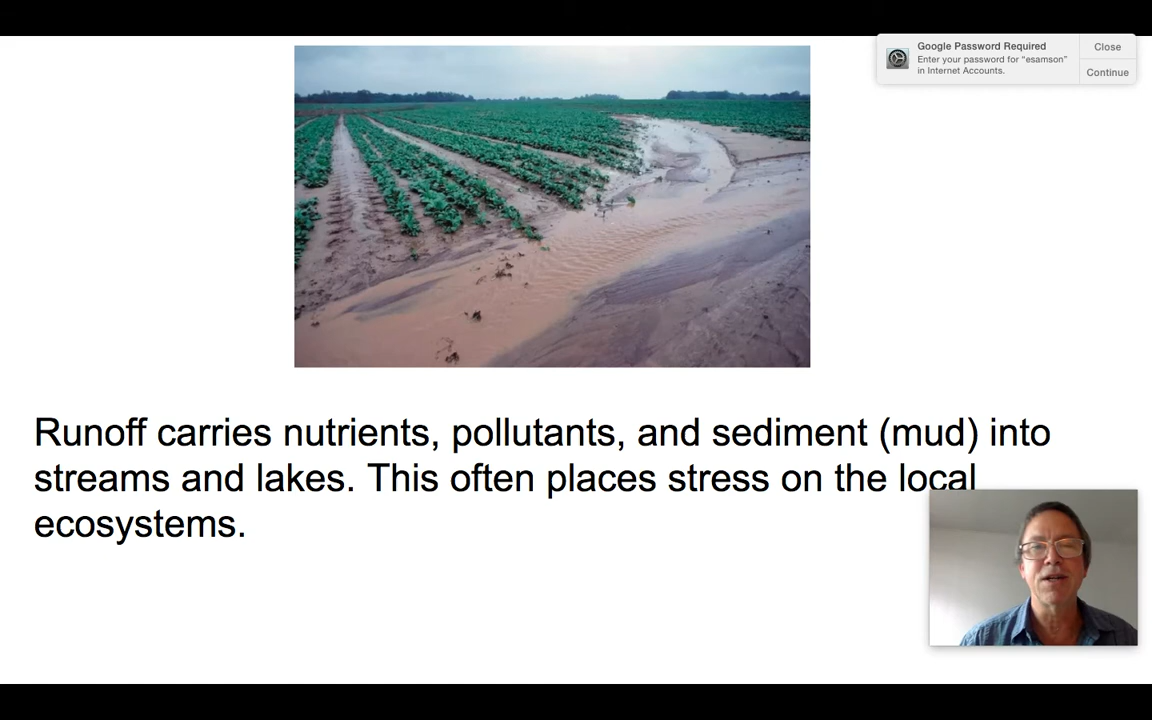 Google Password Required
Close
Enter your password for “esamson”
in Internet Accounts.
Continue
Runoff carries nutrients, pollutants, and sediment (mud) into
streams and lakes. This often places stress on the local
ecosystems.